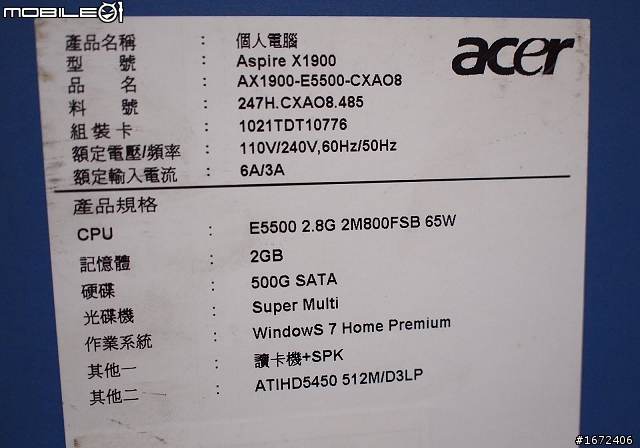 MOBILE01
acer
產品名稱 : 個人電腦
型 號 : Aspire X1900
品 名 : AX1900-E5500-CXAO8
料 號 : 247H.CXAO8.485
組裝卡 : 1021TDT10776
額定電壓/頻率 : 110V/240V,60Hz/50Hz
額定輸入電流 : 6A/3A
產品規格
CPU : E5500 2.8G 2M800FSB 65W
記憶體 : 2GB
硬碟 : 500G SATA
光碟機 : Super Multi
作業系統 : WindowS 7 Home Premium
其他一 : 讀卡機+SPK
其他二 : ATIHD5450 512M/D3LP
#1672406